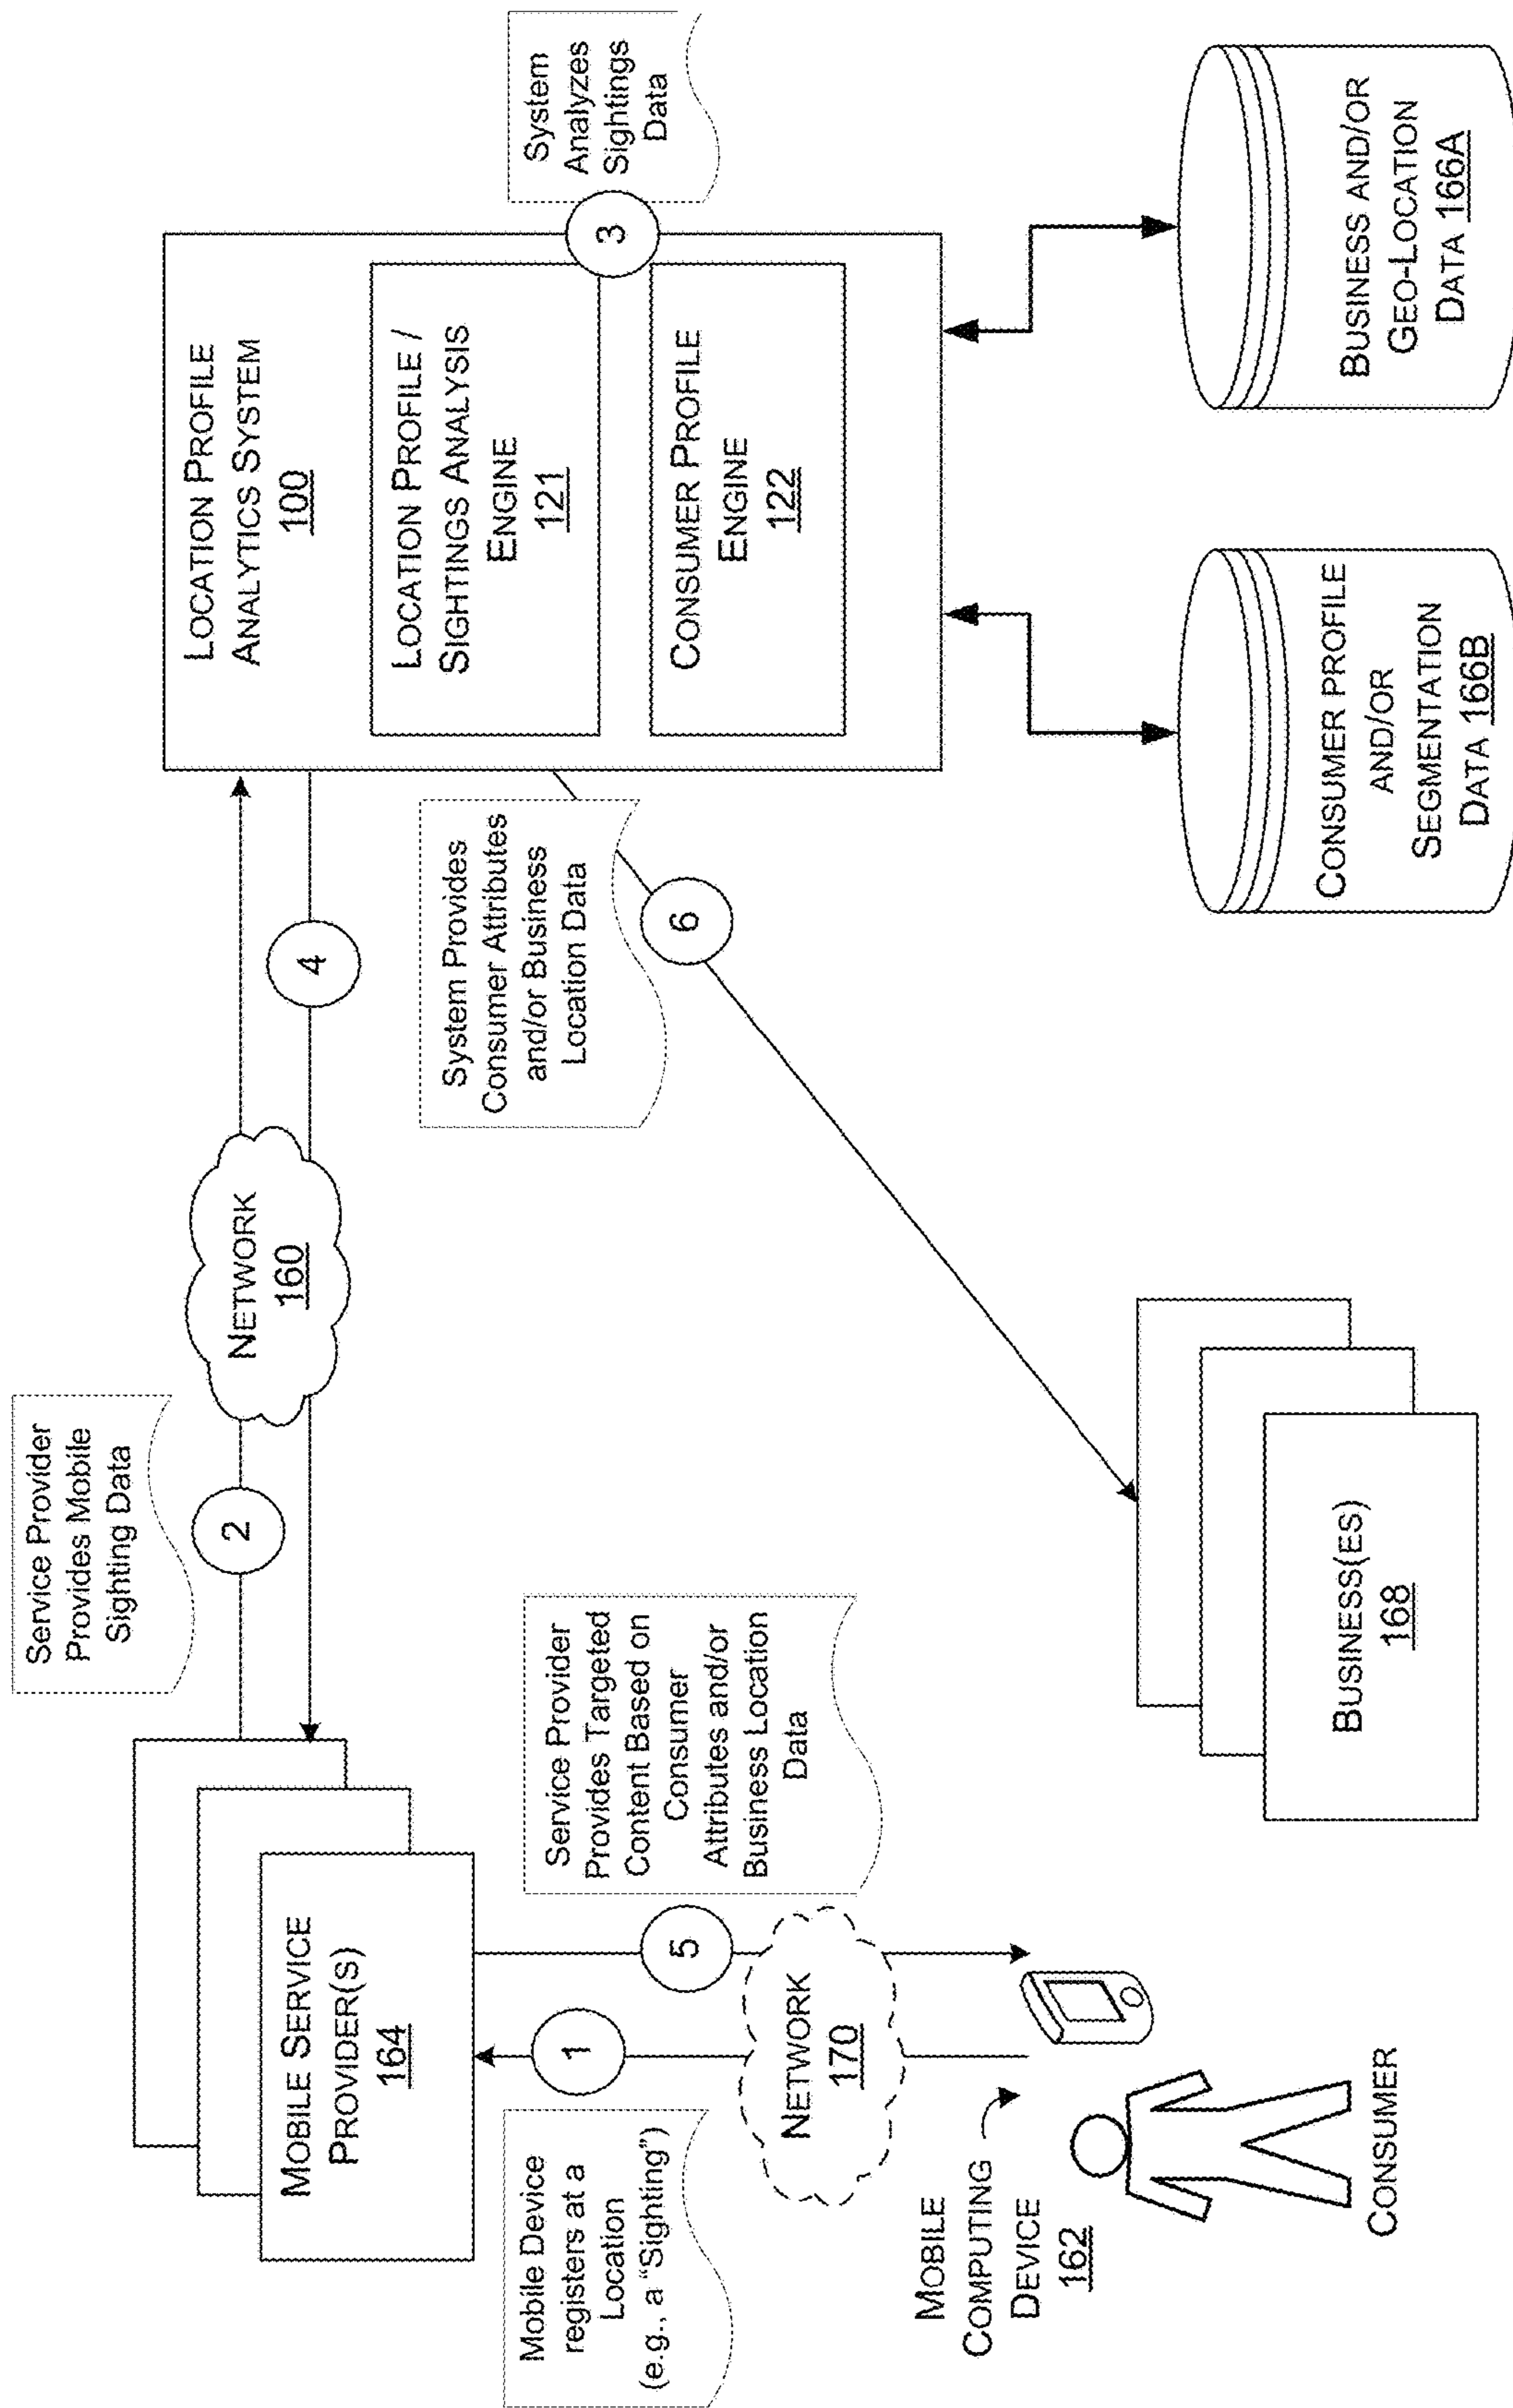 Service Provider
Provides Mobile
Sighting Data
2
NETWORK
160
4
MOBILE SERVICE
PROVIDER(S)
164
LOCATION PROFILE
ANALYTICS SYSTEM
100
LOCATION PROFILE /
SIGHTINGS ANALYSIS
ENGINE
121
CONSUMER PROFILE
ENGINE
122
3
System
Analyzes
Sightings
Data
Mobile Device
registers at a
Location
(e.g., a "Sighting")
1
5
Service Provider
Provides Targeted
Content Based on
Consumer
Attributes and/or
Business Location
Data
System Provides
Consumer Attributes
and/or Business
Location Data
6
NETWORK
170
MOBILE
COMPUTING
DEVICE
162
CONSUMER
BUSINESS(ES)
168
CONSUMER PROFILE
AND/OR
SEGMENTATION
DATA 166B
BUSINESS AND/OR
GEO-LOCATION
DATA 166A